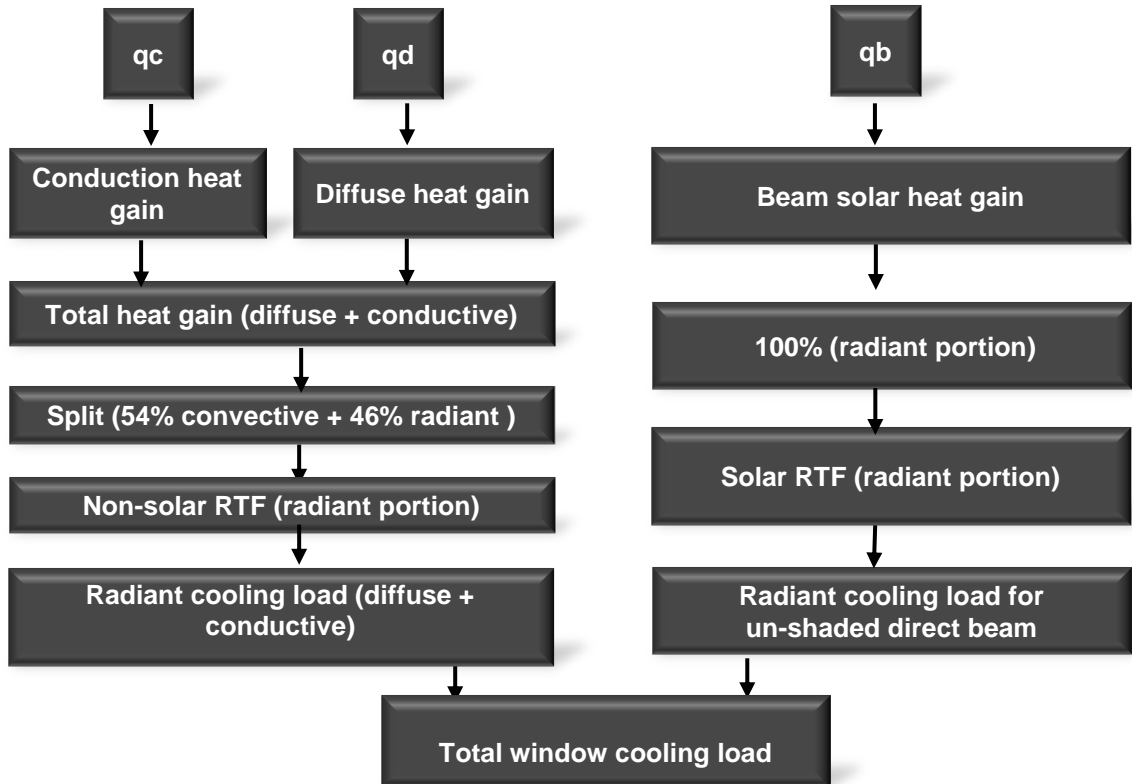 qc
qd
qb
Conduction heat
gain
Diffuse heat gain
Beam solar heat gain
Total heat gain (diffuse + conductive)
100% (radiant portion)
Split (54% convective + 46% radiant )
Solar RTF (radiant portion)
Non-solar RTF (radiant portion)
Radiant cooling load (diffuse +
conductive)
Radiant cooling load for
un-shaded direct beam
Total window cooling load